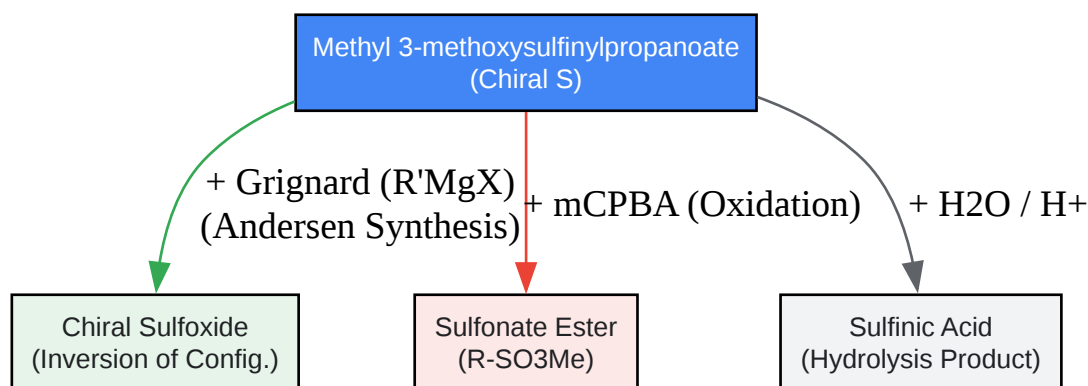 Methyl 3-methoxysulfinylpropanoate
(Chiral S)
+ Grignard (R'MgX)
(Andersen Synthesis)
+ mCPBA (Oxidation)
+ H2O / H+
Chiral Sulfoxide
(Inversion of Config.)
Sulfonate Ester
(R-SO3Me)
Sulfinic Acid
(Hydrolysis Product)